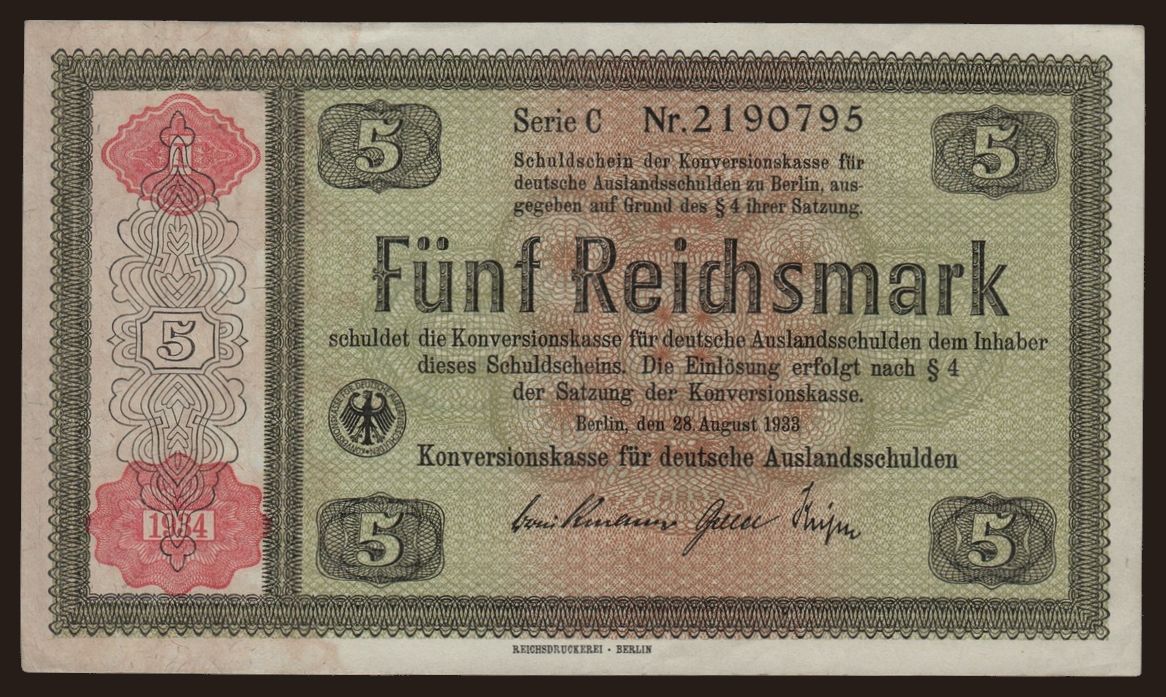 5
Serie C Nr. 2190795
5
Schuldschein der Konversionskasse für
deutsche Auslandsschulden zu Berlin, aus-
gegeben auf Grund des § 4 ihrer Satzung.
Fünf Reichsmark
5
schuldet die Konversionskasse für deutsche Auslandsschulden dem Inhaber
dieses Schuldscheins. Die Einlösung erfolgt nach § 4
der Satzung der Konversionskasse.
Berlin, den 28. August 1933
Konversionskasse für deutsche Auslandsschulden
1934
5
5
REICHSDRUCKEREI · BERLIN